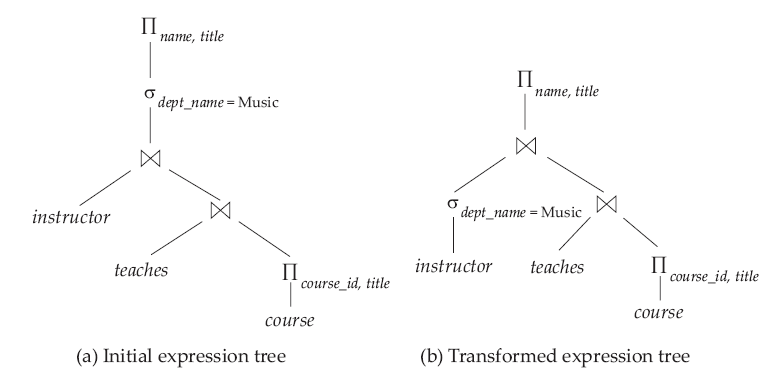 Π name, title
σ dept_name = Music
⋈
instructor
⋈
teaches
Π course_id, title
course
(a) Initial expression tree
Π name, title
⋈
σ dept_name = Music
⋈
instructor
teaches
Π course_id, title
course
(b) Transformed expression tree